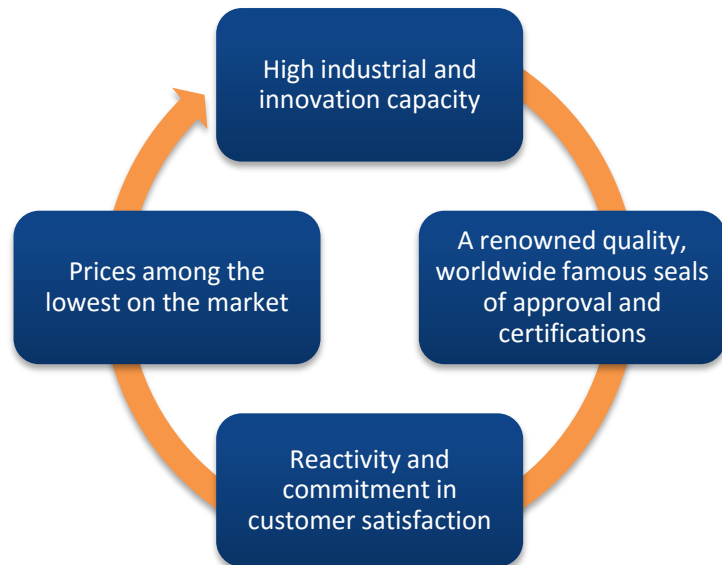 High industrial and
innovation capacity
A renowned quality,
worldwide famous seals
of approval and
certifications
Reactivity and
commitment in
customer satisfaction
Prices among the
lowest on the market